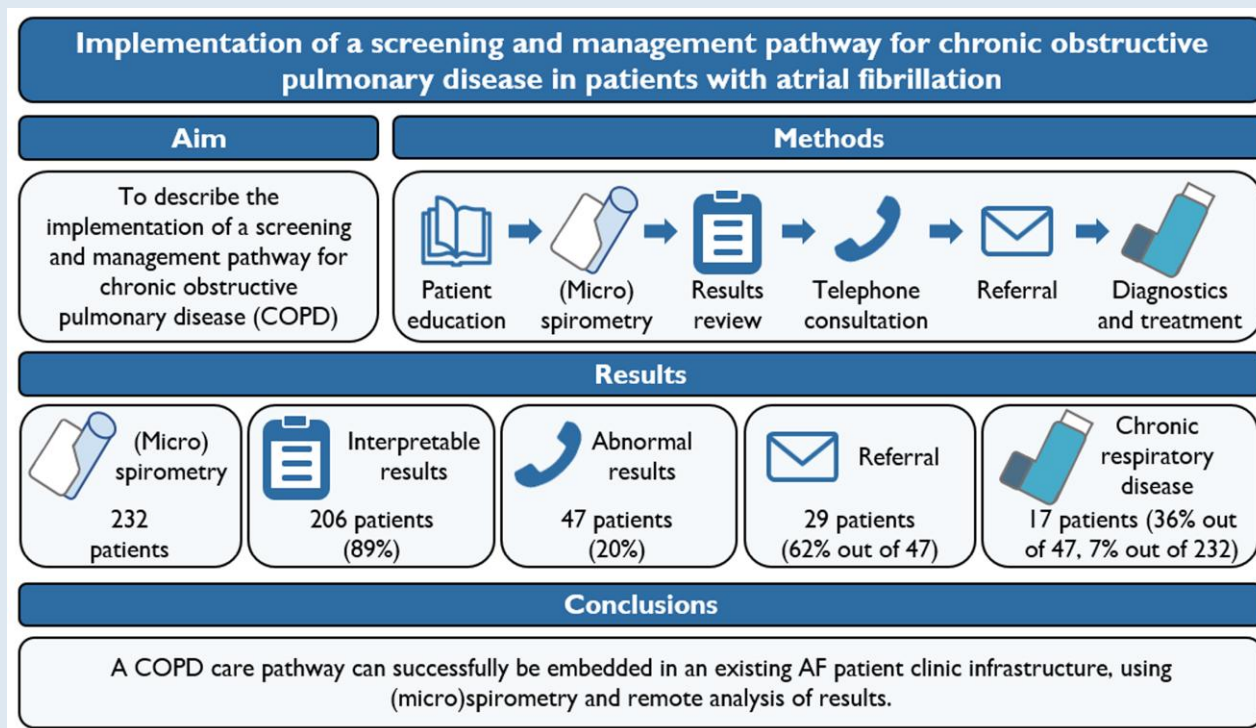 Implementation of a screening and management pathway for chronic obstructive
pulmonary disease in patients with atrial fibrillation
Aim
To describe the
implementation of a screening
and management pathway for
chronic obstructive
pulmonary disease (COPD)
Methods
Patient
education
(Micro)
spirometry
Results
review
Telephone
consultation
Referral
Diagnostics
and treatment
Results
(Micro)
spirometry
232
patients
Interpretable
results
206 patients
(89%)
Abnormal
results
47 patients
(20%)
Referral
29 patients
(62% out of 47)
Chronic
respiratory
disease
17 patients (36% out
of 47, 7% out of 232)
Conclusions
A COPD care pathway can successfully be embedded in an existing AF patient clinic infrastructure, using
(micro)spirometry and remote analysis of results.